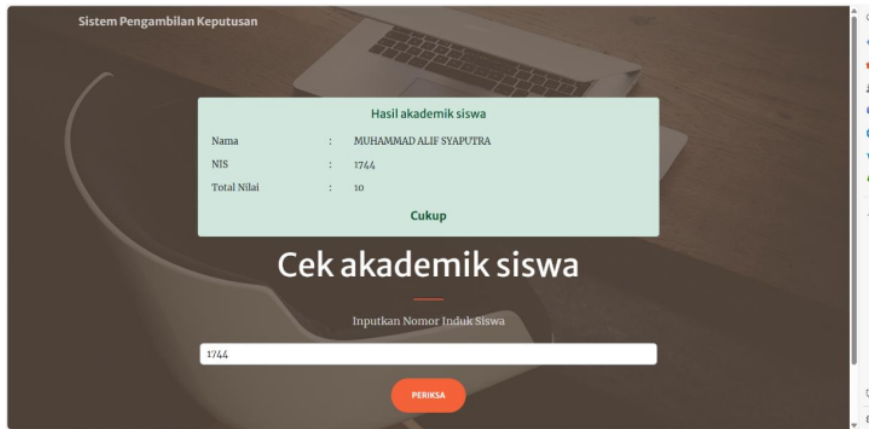 Sistem Pengambilan Keputusan
Hasil akademik siswa
Nama : MUHAMMAD ALIF SYAPUTRA
NIS : 1744
Total Nilai : 10
Cukup
Cek akademik siswa
Inputkan Nomor Induk Siswa
1744
PERIKSA